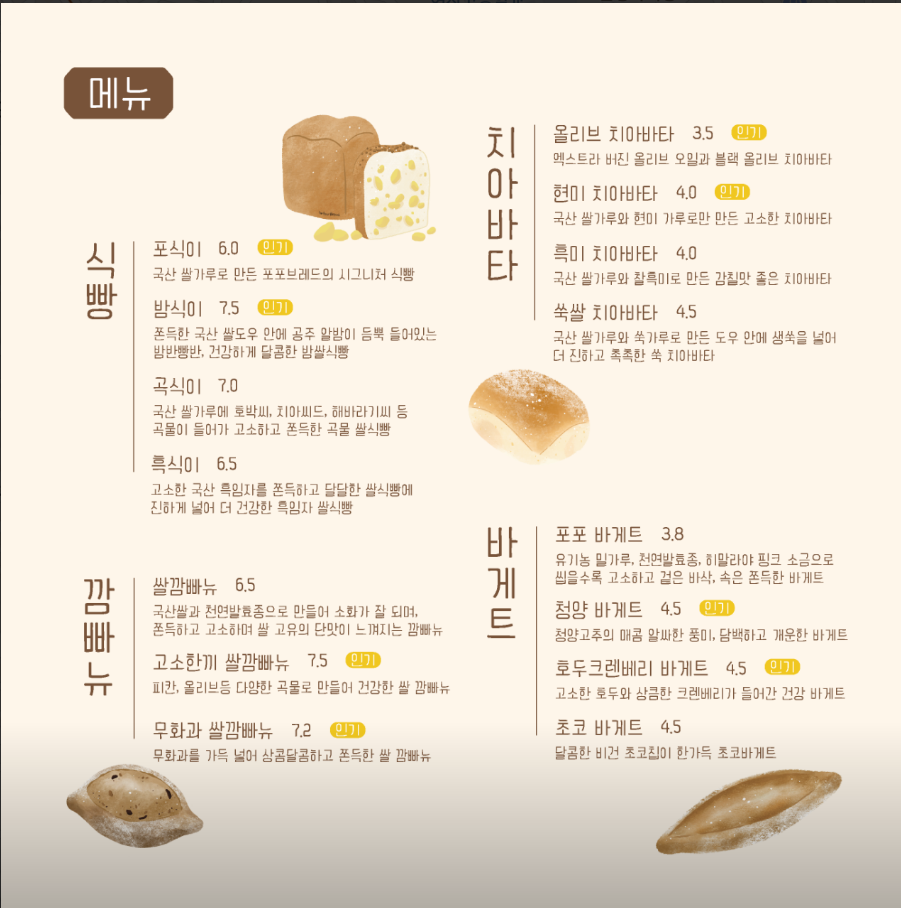 메뉴
식빵
포식이 6.0 인기
국산 쌀가루로 만든 포포브레드의 시그니처 식빵
밤식이 7.5 인기
쫀득한 국산 쌀도우 안에 공주 알밤이 듬뿍 들어있는
밤반빵반, 건강하게 달콤한 밤쌀식빵
곡식이 7.0
국산 쌀가루에 호박씨, 치아씨드, 해바라기씨 등
곡물이 들어가 고소하고 쫀득한 곡물 쌀식빵
흑식이 6.5
고소한 국산 흑임자를 쫀득하고 달달한 쌀식빵에
진하게 넣어 더 건강한 흑임자 쌀식빵
깜빠뉴
쌀깜빠뉴 6.5
국산쌀과 천연발효종으로 만들어 소화가 잘 되며,
쫀득하고 고소하며 쌀 고유의 단맛이 느껴지는 깜빠뉴
고소한끼 쌀깜빠뉴 7.5 인기
피칸, 올리브등 다양한 곡물로 만들어 건강한 쌀 깜빠뉴
무화과 쌀깜빠뉴 7.2 인기
무화과를 가득 넣어 상콤달콤하고 쫀득한 쌀 깜빠뉴
치아바타
올리브 치아바타 3.5 인기
엑스트라 버진 올리브 오일과 블랙 올리브 치아바타
현미 치아바타 4.0 인기
국산 쌀가루와 현미 가루로만 만든 고소한 치아바타
흑미 치아바타 4.0
국산 쌀가루와 찰흑미로 만든 감칠맛 좋은 치아바타
쑥쌀 치아바타 4.5
국산 쌀가루와 쑥가루로 만든 도우 안에 생쑥을 넣어
더 진하고 촉촉한 쑥 치아바타
바게트
포포 바게트 3.8
유기농 밀가루, 천연발효종, 히말라야 핑크 소금으로
씹을수록 고소하고 겉은 바삭, 속은 쫀득한 바게트
청양 바게트 4.5 인기
청양고추의 매콤 알싸한 풍미, 담백하고 개운한 바게트
호두크렌베리 바게트 4.5 인기
고소한 호두와 상큼한 크렌베리가 들어간 건강 바게트
초코 바게트 4.5
달콤한 비건 초코칩이 한가득 초코바게트